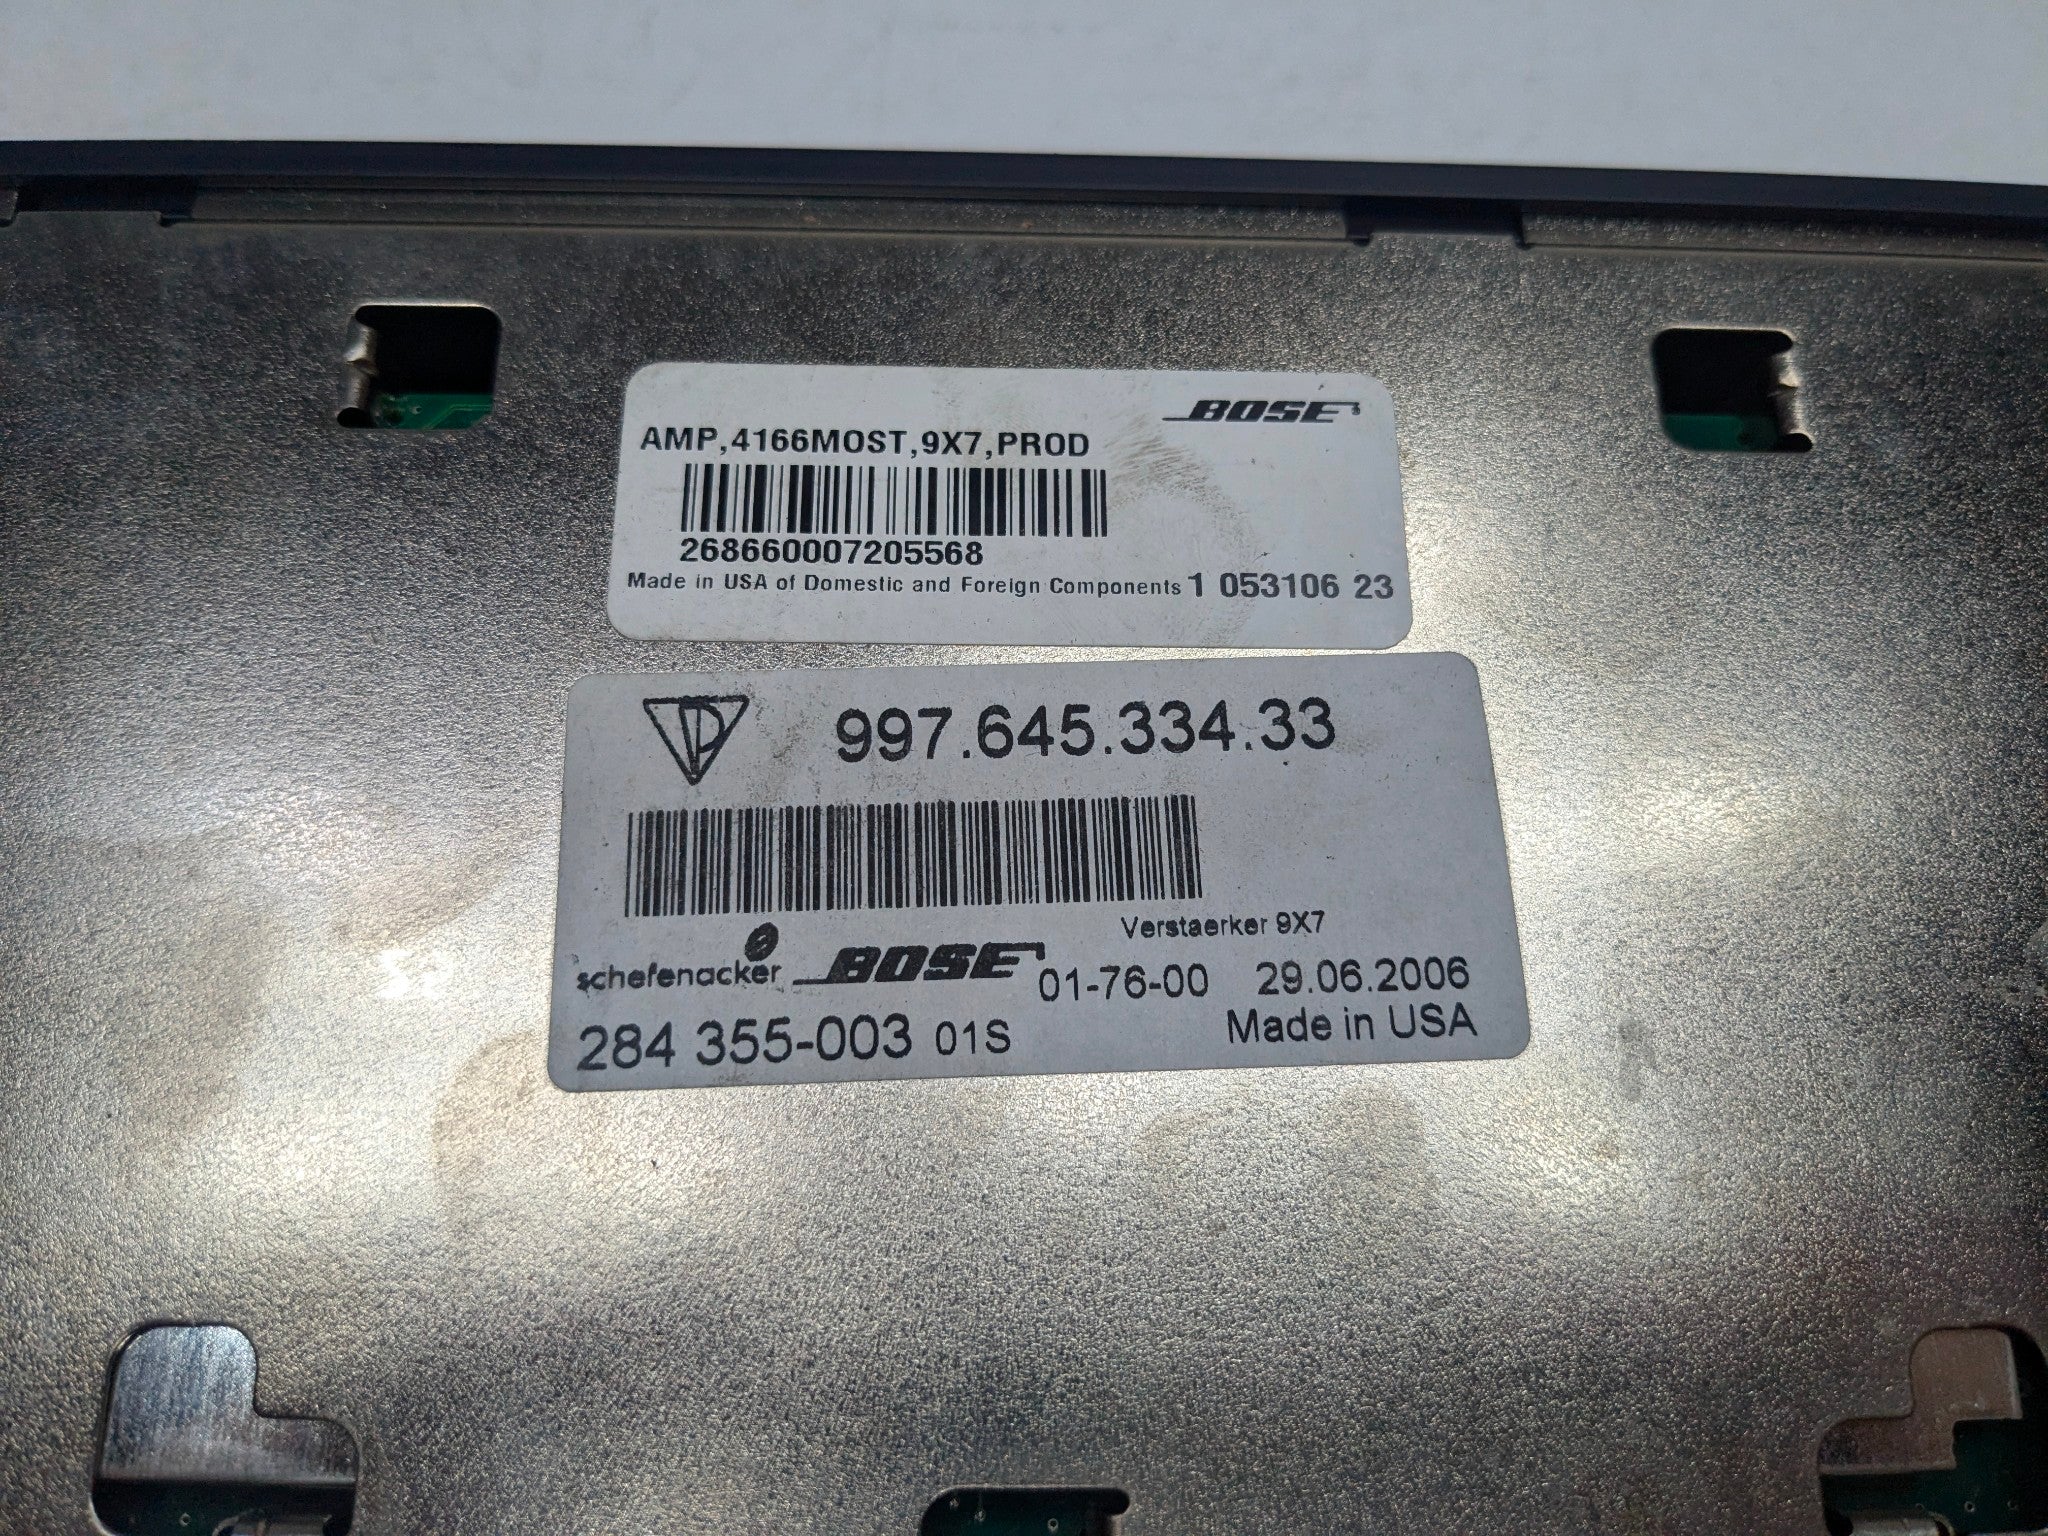 BOSE
AMP,4166MOST,9X7,PROD
268660007205568
Made in USA of Domestic and Foreign Components 1 053106 23
997.645.334.33
Verstaerker 9X7
schefenacker BOSE 01-76-00 29.06.2006
284 355-003 01S Made in USA